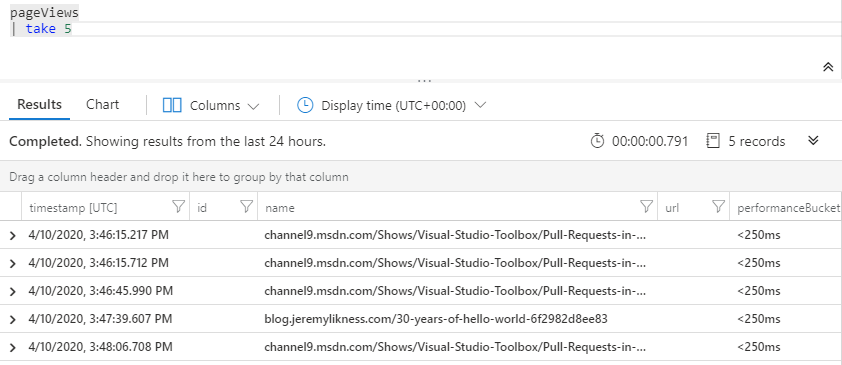 pageViews
| take 5
Results Chart Columns Display time (UTC+00:00)
Completed. Showing results from the last 24 hours. 00:00:00.791 5 records
Drag a column header and drop it here to group by that column
timestamp [UTC] id name url performanceBucket
4/10/2020, 3:46:15.217 PM channel9.msdn.com/Shows/Visual-Studio-Toolbox/Pull-Requests-in-... <250ms
4/10/2020, 3:46:15.712 PM channel9.msdn.com/Shows/Visual-Studio-Toolbox/Pull-Requests-in-... <250ms
4/10/2020, 3:46:45.990 PM channel9.msdn.com/Shows/Visual-Studio-Toolbox/Pull-Requests-in-... <250ms
4/10/2020, 3:47:39.607 PM blog.jeremylikness.com/30-years-of-hello-world-6f2982d8ee83 <250ms
4/10/2020, 3:48:06.708 PM channel9.msdn.com/Shows/Visual-Studio-Toolbox/Pull-Requests-in-... <250ms